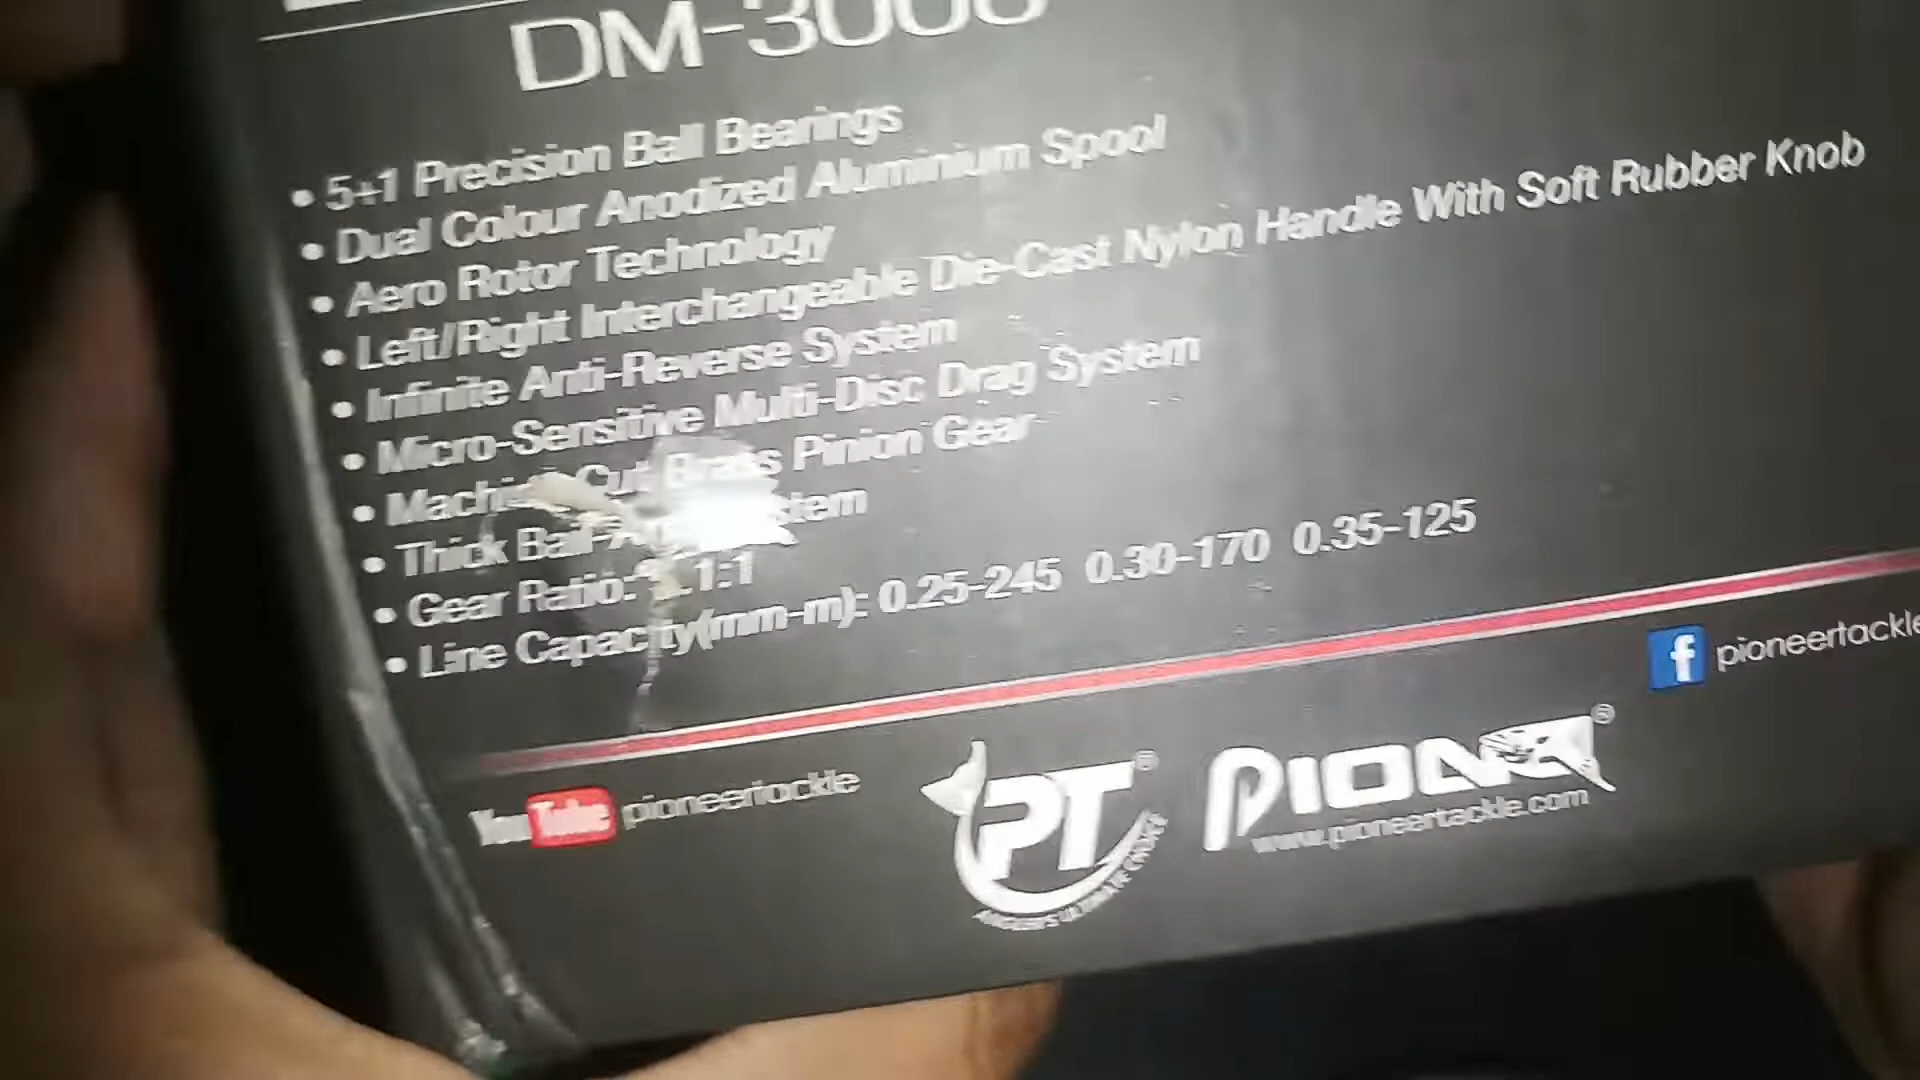 DM-3000
• 5+1 Precision Ball Bearings
• Dual Colour Anodized Aluminium Spool
• Aero Rotor Technology
• Left/Right Interchangeable Die-Cast Nylon Handle With Soft Rubber Knob
• Infinite Anti-Reverse System
• Micro-Sensitive Multi-Disc Drag System
• Machine Cut Brass Pinion Gear
• Thick Bail System
• Gear Ratio: 1:1
• Line Capacity(mm-m): 0.25-245 0.30-170 0.35-125
f pioneertackle
YouTube pioneertackle
PT®
ANGLER'S ULTIMATE CHOICE
PIONEER®
www.pioneertackle.com